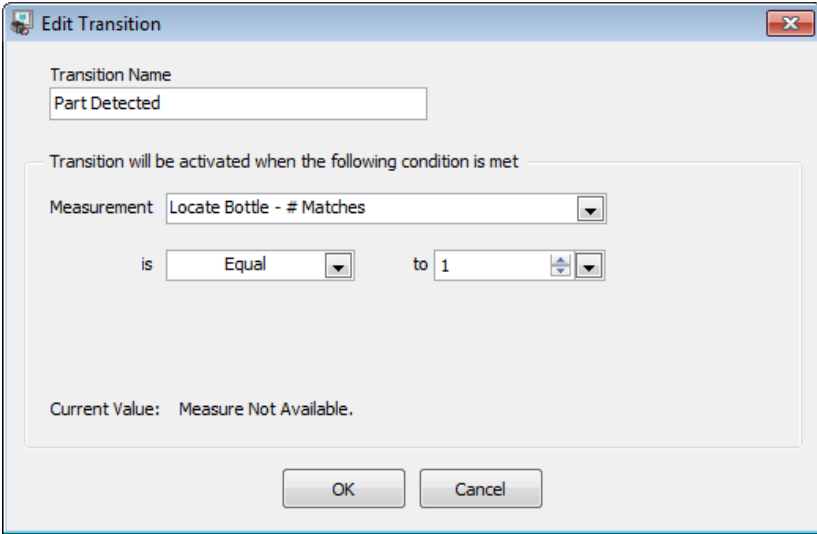 Edit Transition
Transition Name
Part Detected
Transition will be activated when the following condition is met
Measurement Locate Bottle - # Matches
is Equal to 1
Current Value: Measure Not Available.
OK Cancel